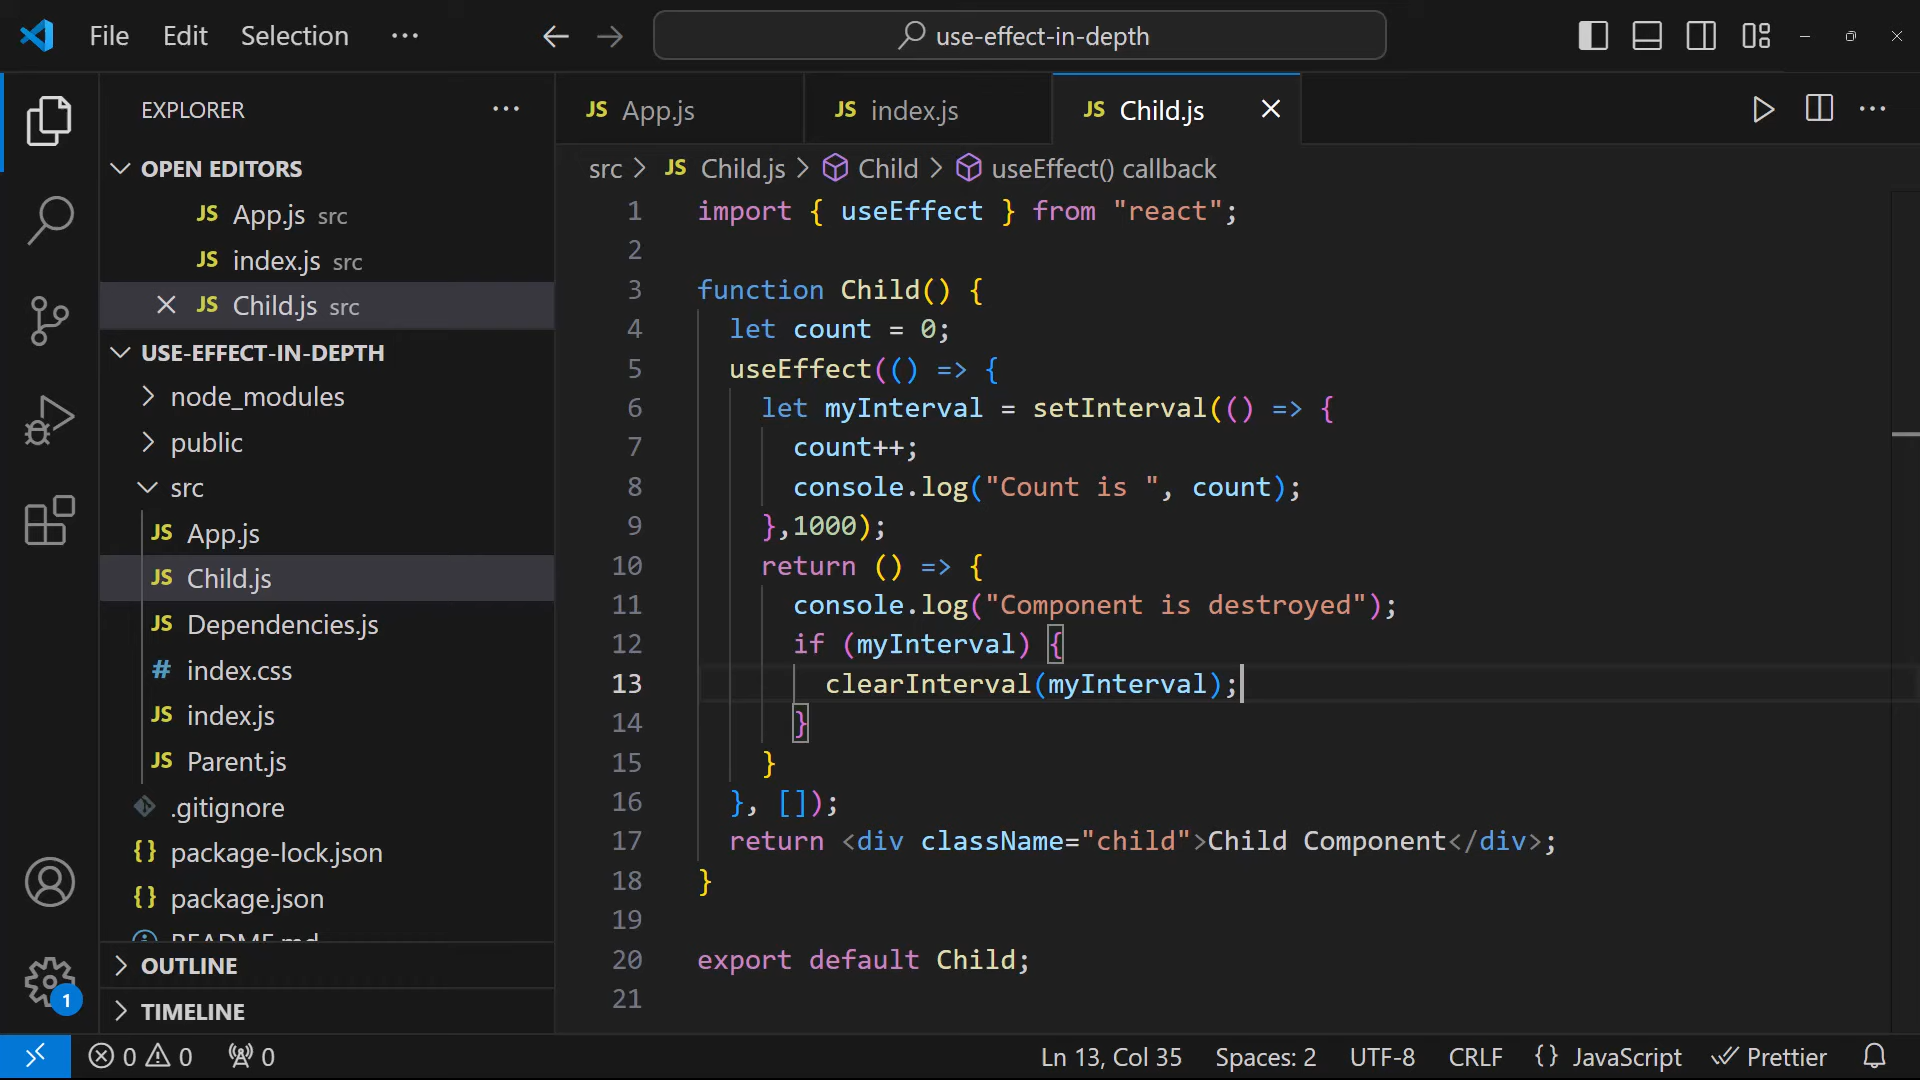 File Edit Selection ··· use-effect-in-depth
EXPLORER ···
OPEN EDITORS
JS App.js src
JS index.js src
JS Child.js src
USE-EFFECT-IN-DEPTH
node_modules
public
src
JS App.js
JS Child.js
JS Dependencies.js
# index.css
JS index.js
JS Parent.js
.gitignore
{} package-lock.json
{} package.json
README.md
OUTLINE
TIMELINE
1
JS App.js JS index.js JS Child.js
src > JS Child.js > Child > useEffect() callback
1 import { useEffect } from "react";
2
3 function Child() {
4 let count = 0;
5 useEffect(() => {
6 let myInterval = setInterval(() => {
7 count++;
8 console.log("Count is ", count);
9 },1000);
10 return () => {
11 console.log("Component is destroyed");
12 if (myInterval) {
13 clearInterval(myInterval);
14 }
15 }
16 }, []);
17 return <div className="child">Child Component</div>;
18 }
19
20 export default Child;
21
0 0 0 Ln 13, Col 35 Spaces: 2 UTF-8 CRLF {} JavaScript Prettier